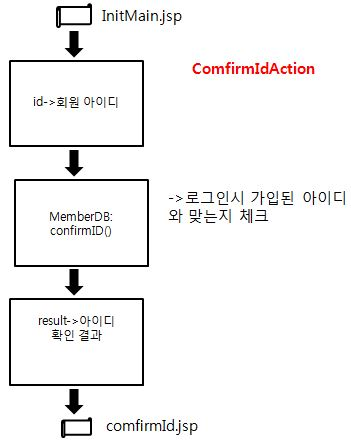 InitMain.jsp
ComfirmIdAction
id->회원 아이디
MemberDB:
confirmID()
->로그인시 가입된 아이디
와 맞는지 체크
result->아이디
확인 결과
comfirmId.jsp